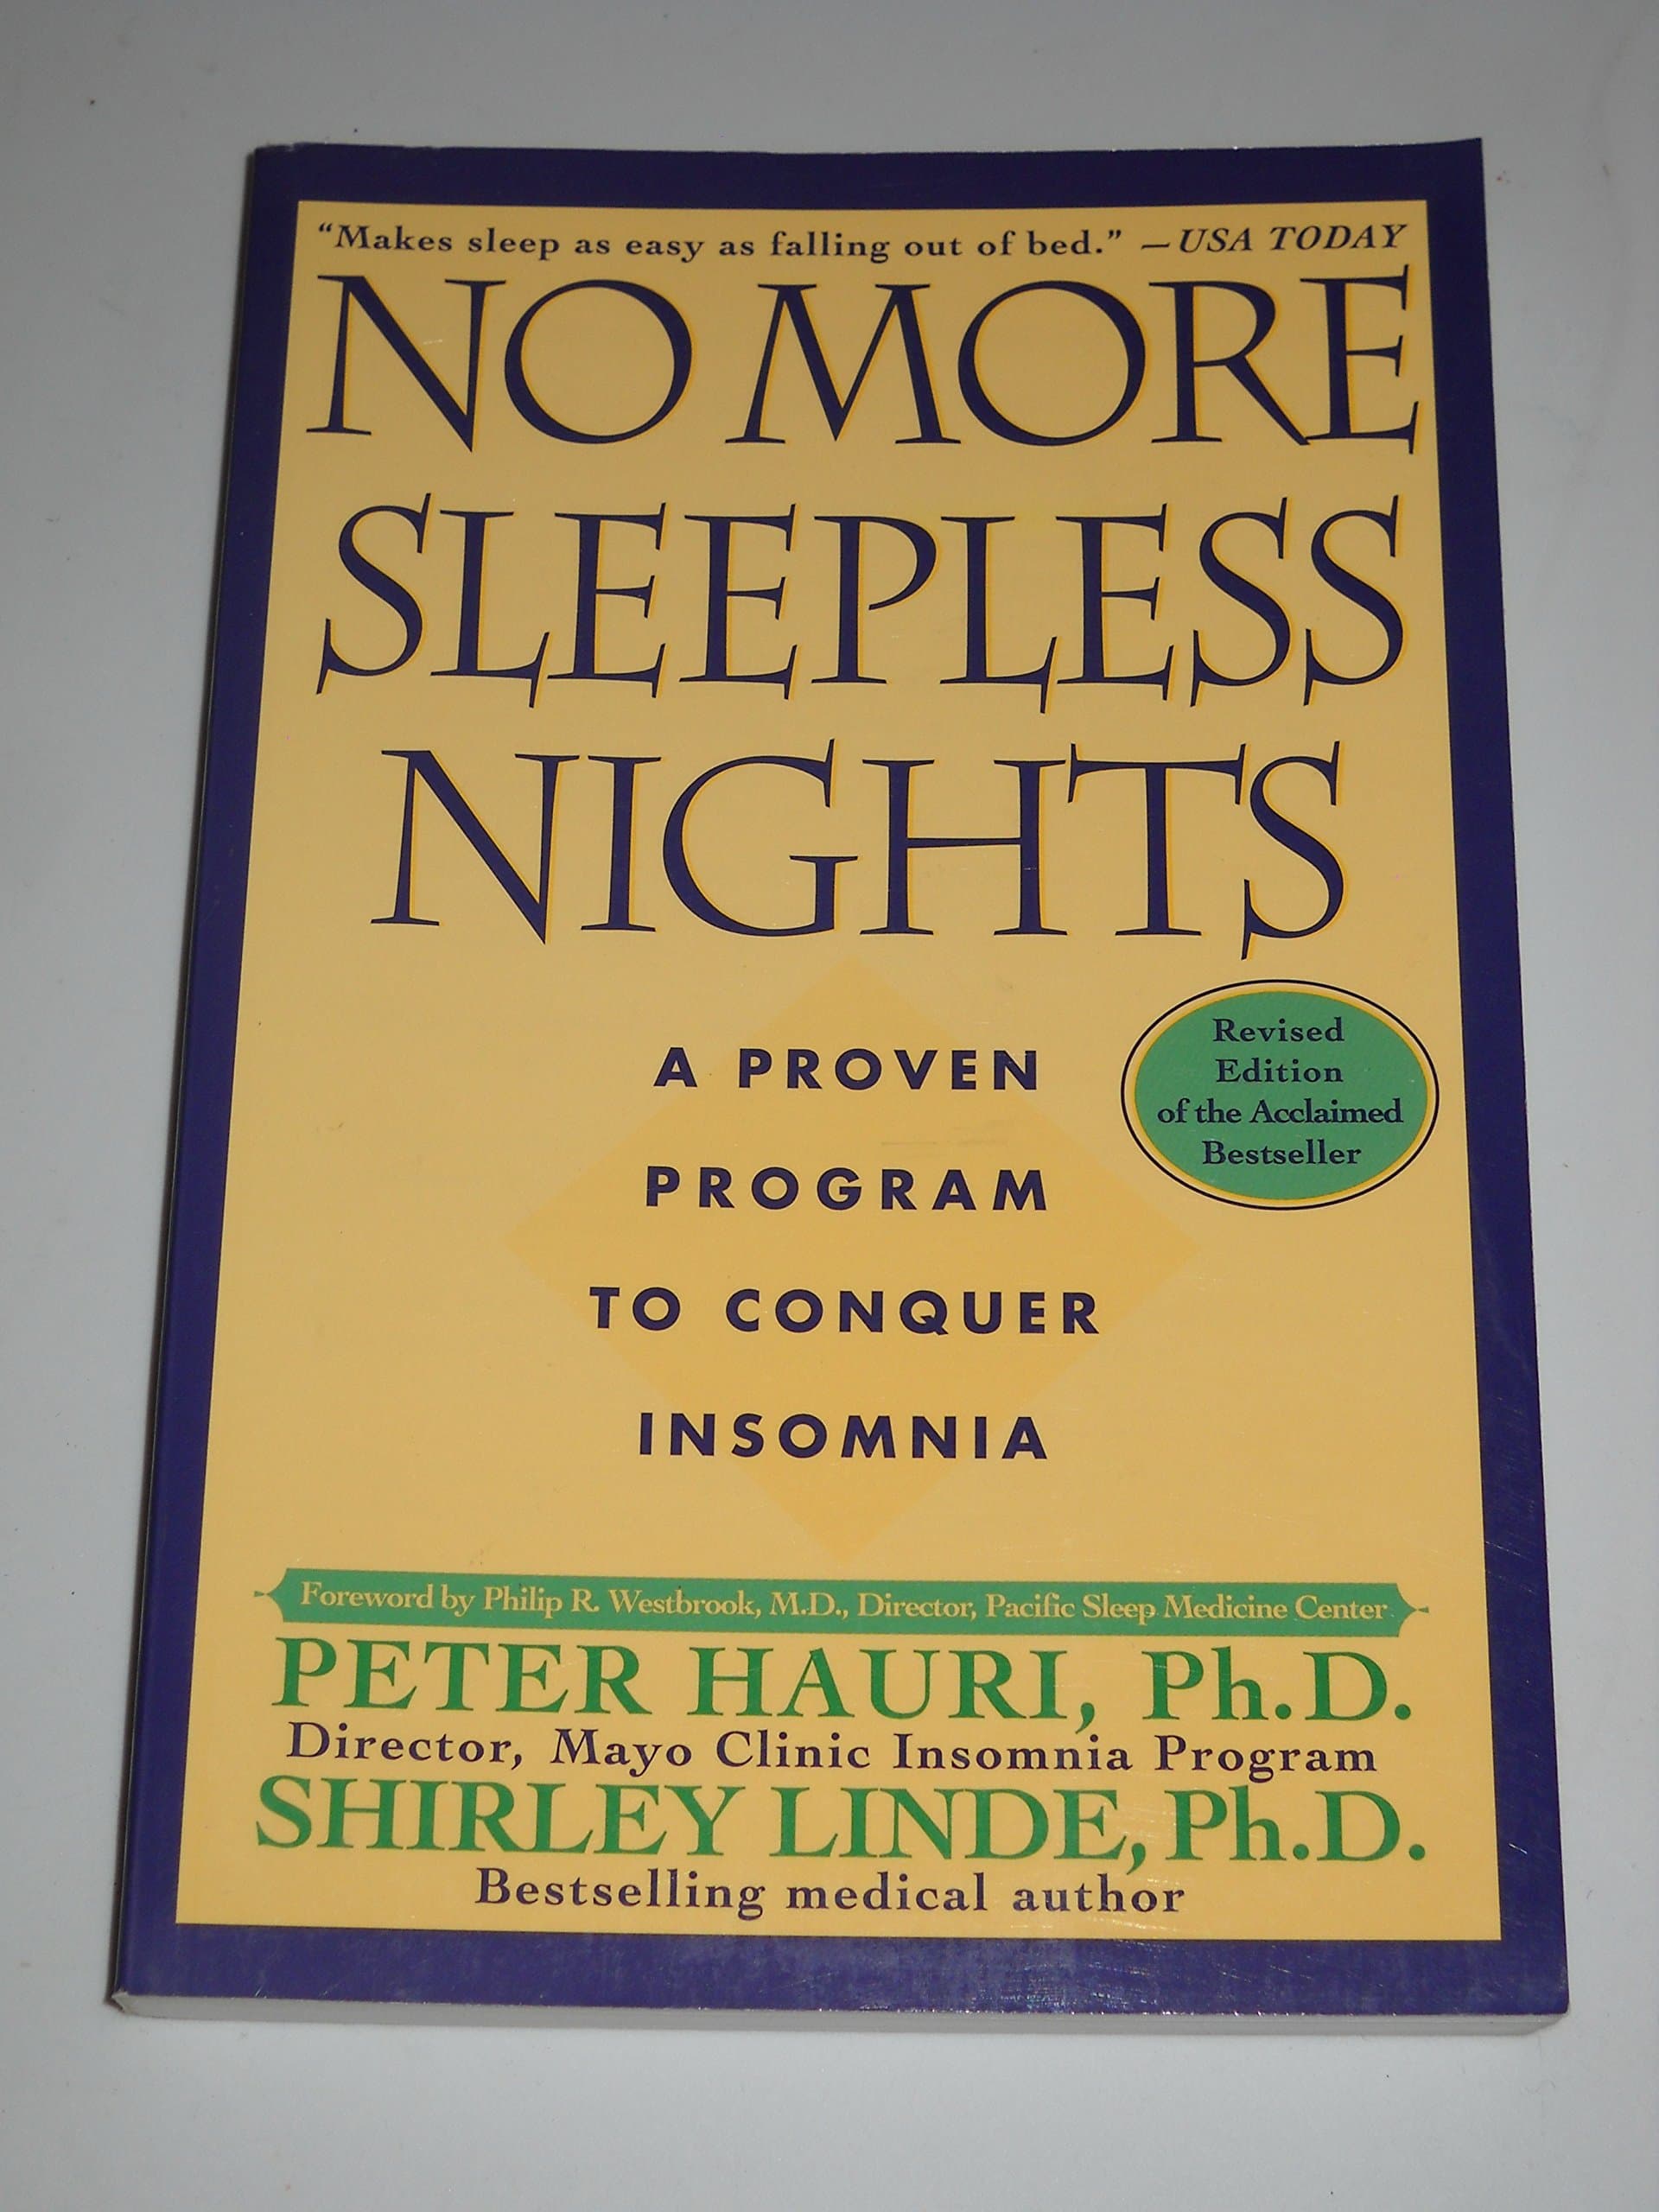 “Makes sleep as easy as falling out of bed.” —USA TODAY
NO MORE
SLEEPLESS
NIGHTS
A PROVEN
PROGRAM
TO CONQUER
INSOMNIA
Revised
Edition
of the Acclaimed
Bestseller
Foreword by Philip R. Westbrook, M.D., Director, Pacific Sleep Medicine Center
PETER HAURI, Ph.D.
Director, Mayo Clinic Insomnia Program
SHIRLEY LINDE, Ph.D.
Bestselling medical author